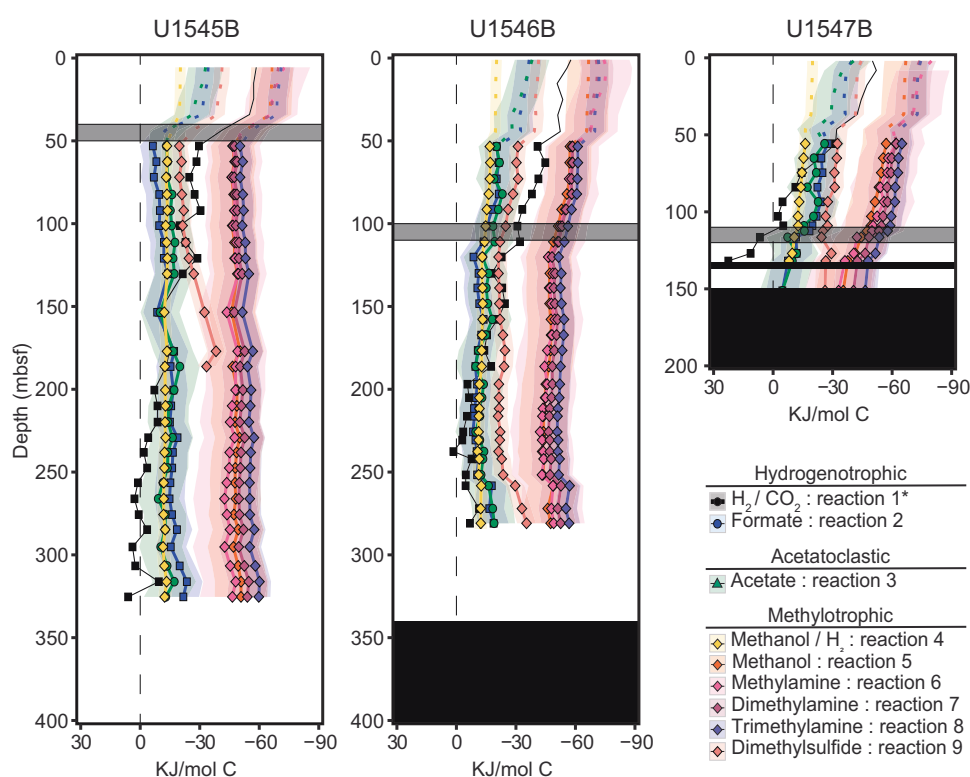 U1545B
U1546B
U1547B
0
50
100
150
200
250
300
350
400
Depth (mbsf)
30
0
−30
−60
−90
KJ/mol C
0
50
100
150
200
250
300
350
400
30
0
−30
−60
−90
KJ/mol C
0
50
100
150
200
30
0
−30
−60
−90
KJ/mol C
Hydrogenotrophic
H₂ / CO₂ : reaction 1*
Formate : reaction 2
Acetatoclastic
Acetate : reaction 3
Methylotrophic
Methanol / H₂ : reaction 4
Methanol : reaction 5
Methylamine : reaction 6
Dimethylamine : reaction 7
Trimethylamine : reaction 8
Dimethylsulfide : reaction 9